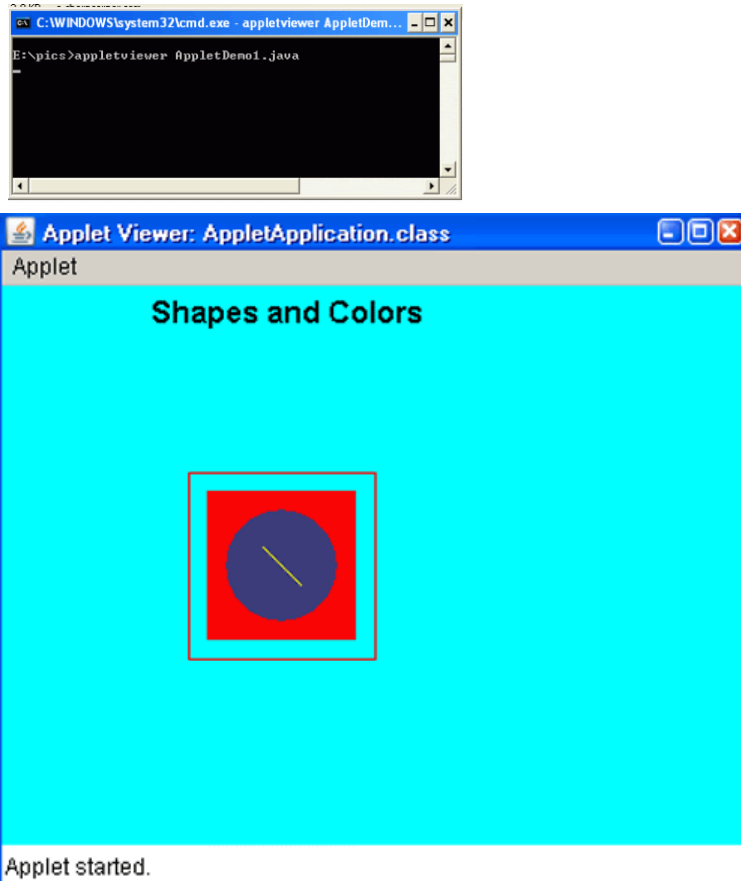 C:\WINDOWS\system32\cmd.exe - appletviewer AppletDem...
E:\pics>appletviewer AppletDemo1.java
Applet Viewer: AppletApplication.class
Applet
Shapes and Colors
Applet started.